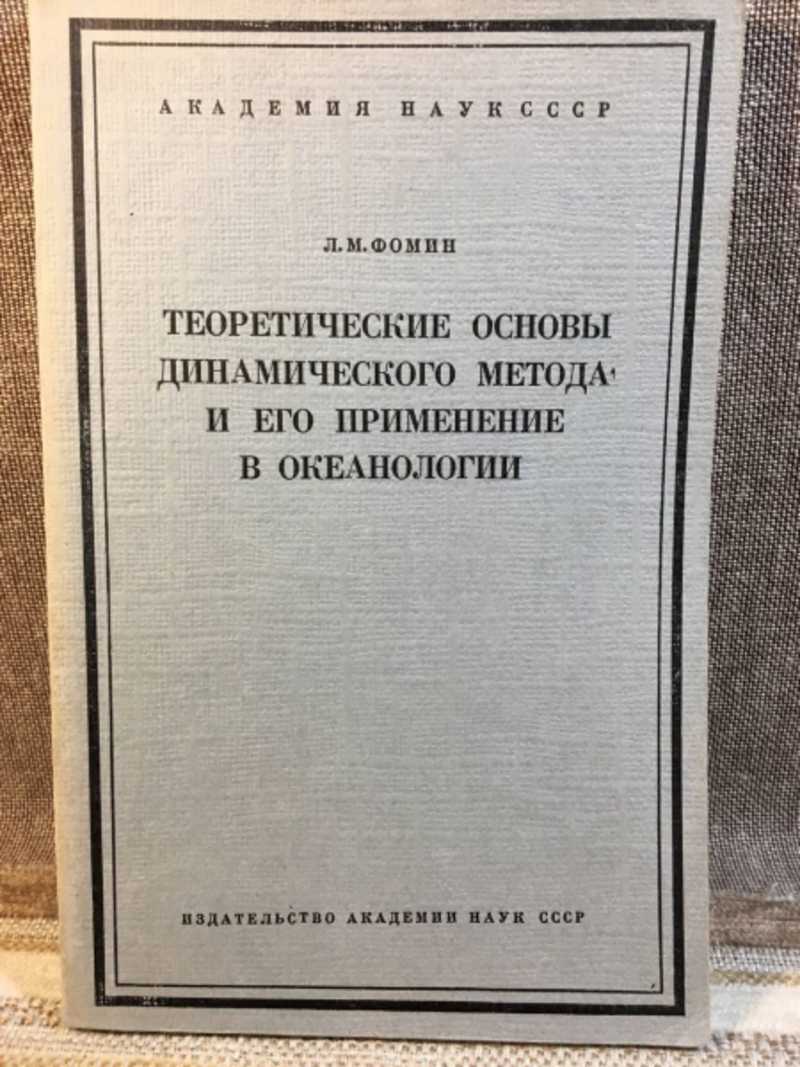 АКАДЕМИЯ НАУК СССР
Л. М. ФОМИН
ТЕОРЕТИЧЕСКИЕ ОСНОВЫ
ДИНАМИЧЕСКОГО МЕТОДА
И ЕГО ПРИМЕНЕНИЕ
В ОКЕАНОЛОГИИ
ИЗДАТЕЛЬСТВО АКАДЕМИИ НАУК СССР